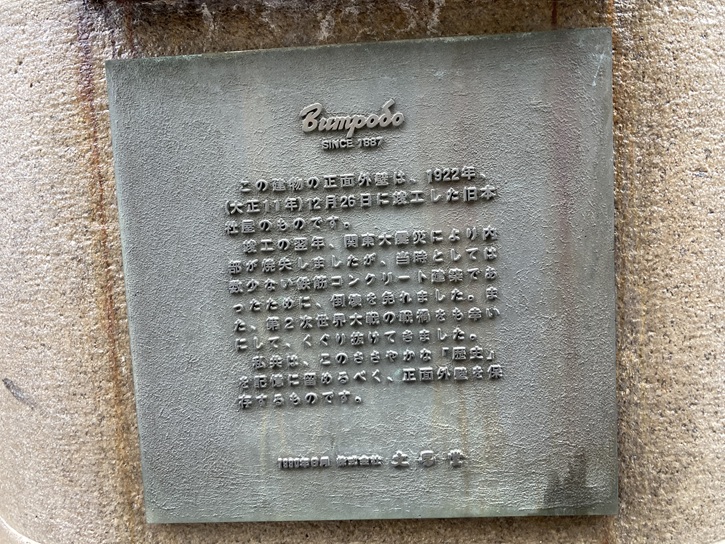 Витрово
SINCE 1887
この建物の正面外壁は、1922年、
(大正11年)12月26日に竣工した旧本
社屋のものです。
竣工の翌年、関東大震災により内
部が焼失しましたが、当時としては
数少ない鉄筋コンクリート建築であ
ったために、倒壊を免れました。ま
た、第2次世界大戦の戦禍をも幸い
にして、くぐり抜けてきました。
私共は、このささやかな「歴史」
を記憶に留めるべく、正面外壁を保
存するものです。
株式会社